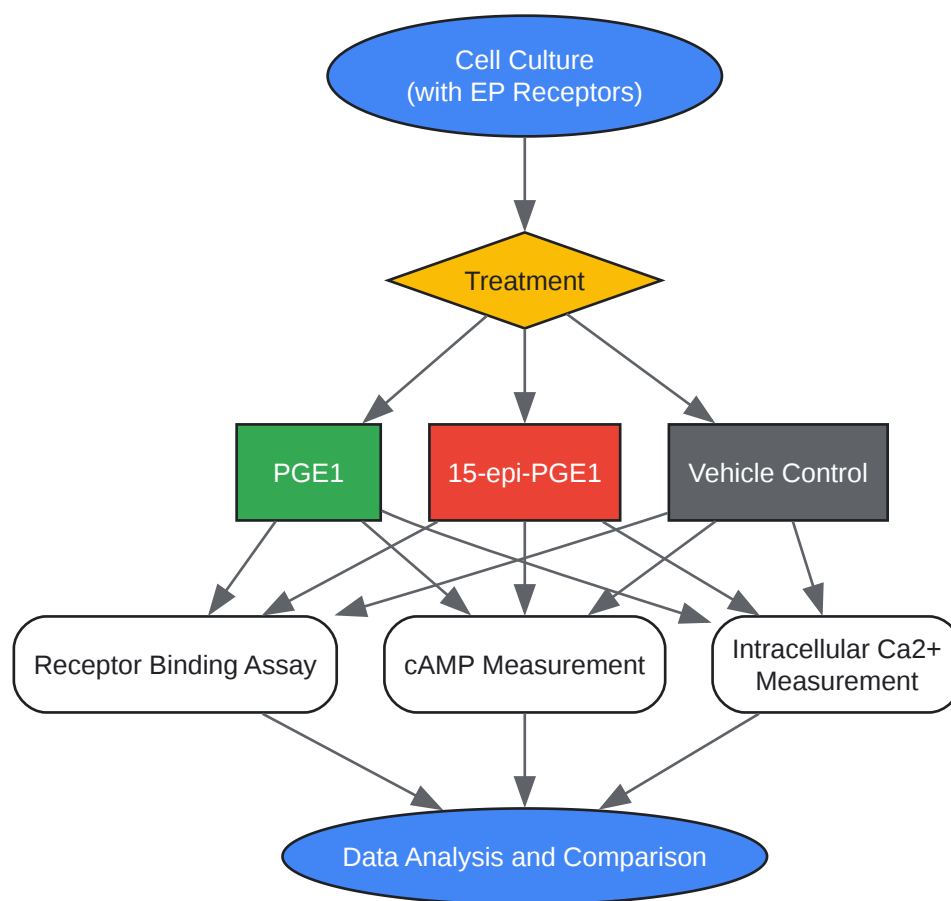 Cell Culture
(with EP Receptors)
Treatment
PGE1
15-epi-PGE1
Vehicle Control
Receptor Binding Assay
cAMP Measurement
Intracellular Ca2+
Measurement
Data Analysis and Comparison